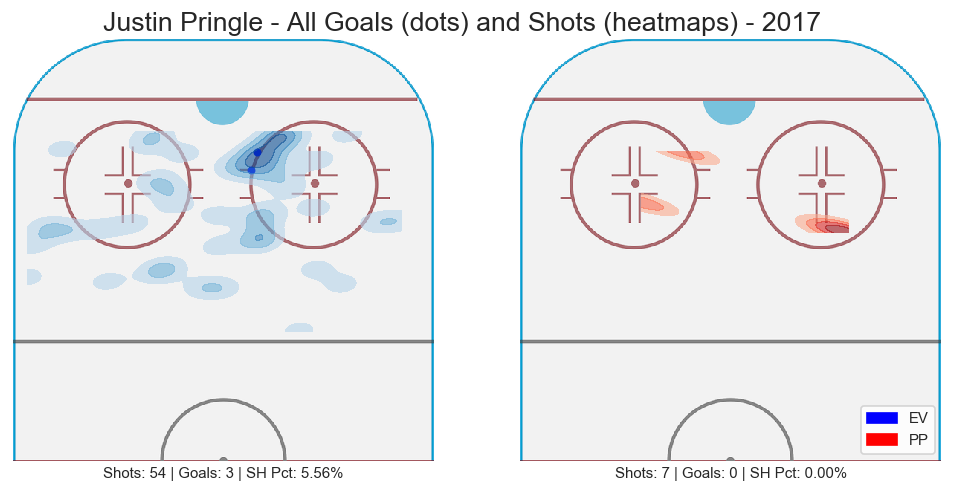 Justin Pringle - All Goals (dots) and Shots (heatmaps) - 2017
EV
PP
Shots: 54 | Goals: 3 | SH Pct: 5.56%
Shots: 7 | Goals: 0 | SH Pct: 0.00%